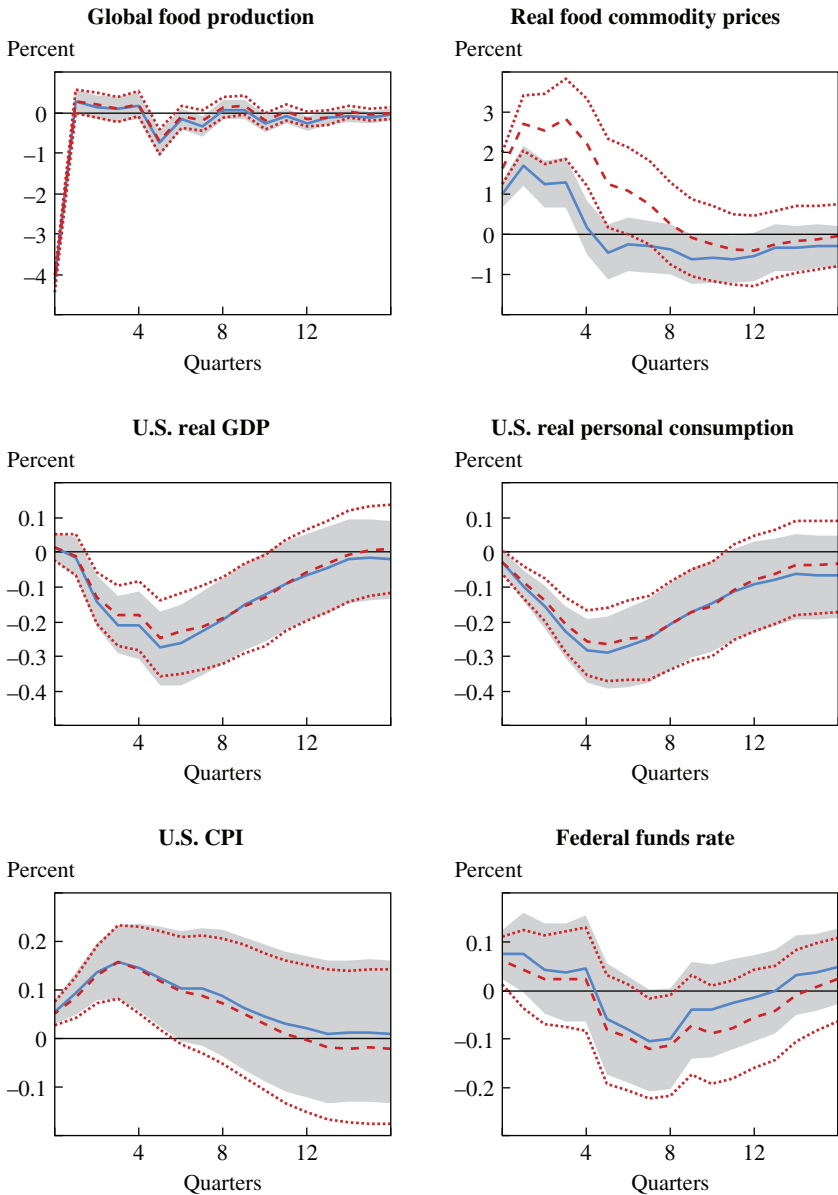 Global food production
Percent
0
−1
−2
−3
−4
4 8 12
Quarters
Real food commodity prices
Percent
3
2
1
0
−1
4 8 12
Quarters
U.S. real GDP
Percent
0.1
0
−0.1
−0.2
−0.3
−0.4
4 8 12
Quarters
U.S. real personal consumption
Percent
0.1
0
−0.1
−0.2
−0.3
−0.4
4 8 12
Quarters
U.S. CPI
Percent
0.2
0.1
0
−0.1
4 8 12
Quarters
Federal funds rate
Percent
0.1
0
−0.1
−0.2
4 8 12
Quarters